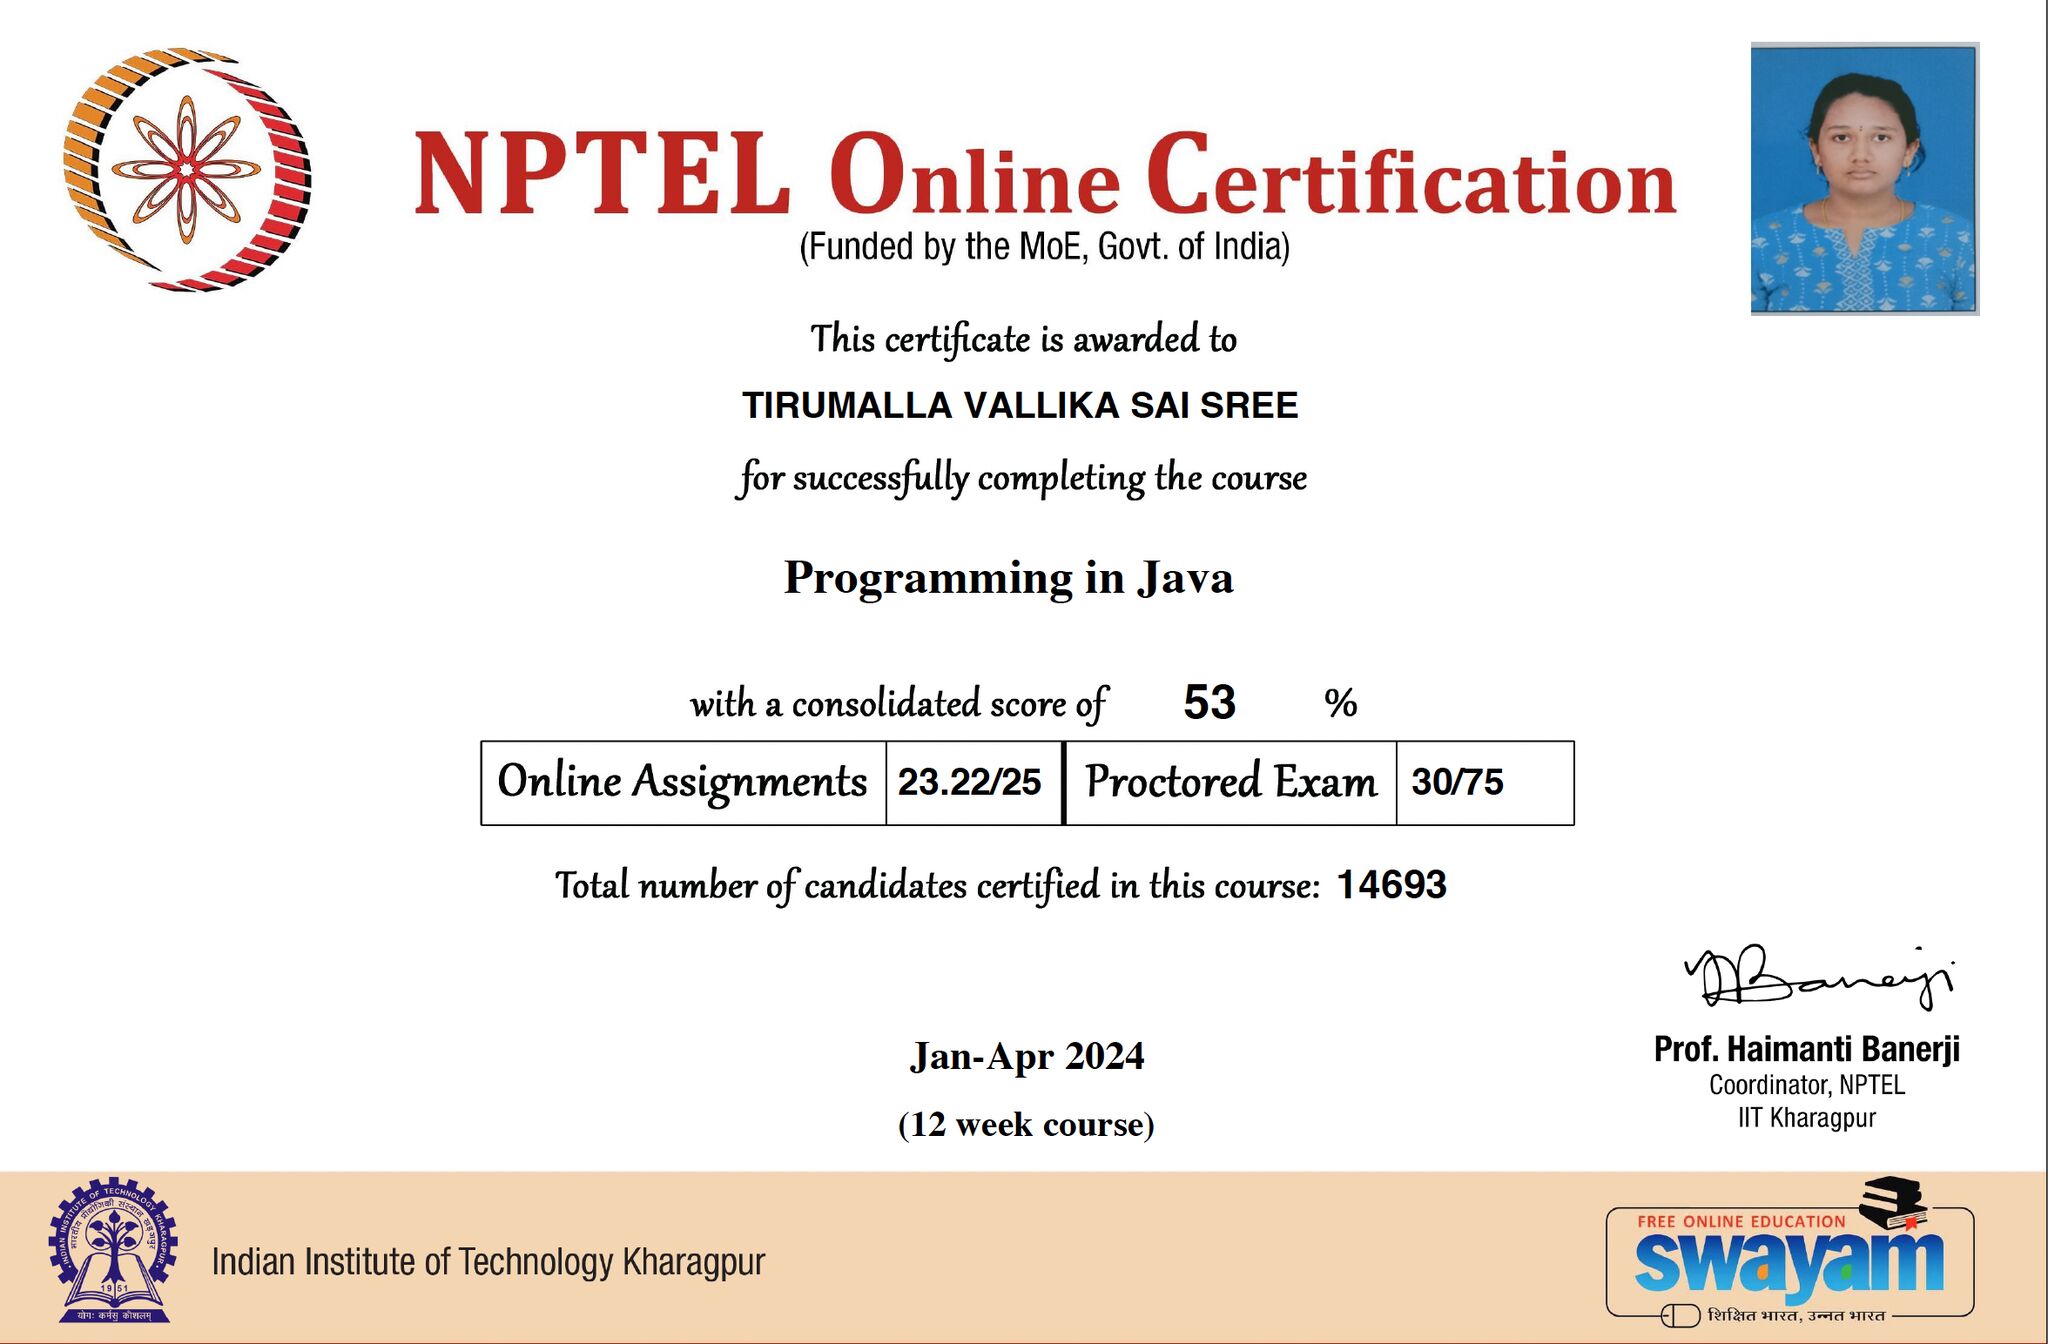 NPTEL Online Certification
(Funded by the MoE, Govt. of India)
This certificate is awarded to
TIRUMALLA VALLIKA SAI SREE
for successfully completing the course
Programming in Java
with a consolidated score of 53 %
Online Assignments 23.22/25 Proctored Exam 30/75
Total number of candidates certified in this course: 14693
Banerji
Prof. Haimanti Banerji
Coordinator, NPTEL
IIT Kharagpur
Jan-Apr 2024
(12 week course)
INDIAN INSTITUTE OF TECHNOLOGY KHARAGPUR
भारतीय प्रौद्योगिकी संस्थान खड़गपुर
1951
योगः कर्मसु कौशलम्
Indian Institute of Technology Kharagpur
FREE ONLINE EDUCATION
swayam
शिक्षित भारत, उन्नत भारत